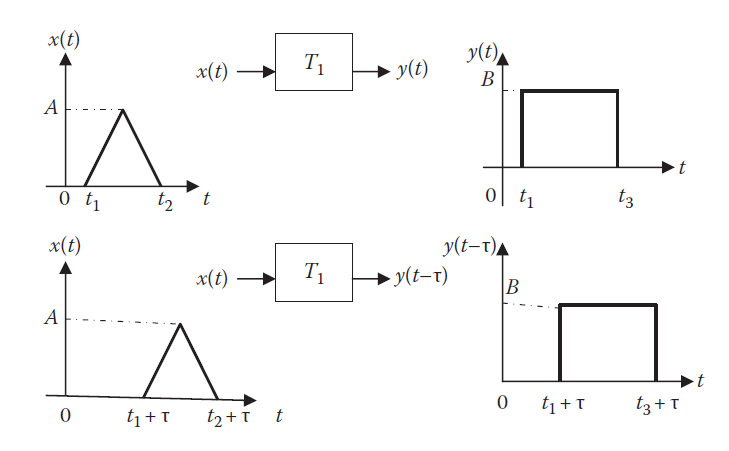 x(t)
A
0 t₁ t₂ t
x(t) T₁ y(t)
y(t)
B
0 t₁ t₃
t
x(t)
A
0 t₁ + τ t₂ + τ t
x(t) T₁ y(t−τ)
y(t−τ)
B
t
0 t₁ + τ t₃ + τ